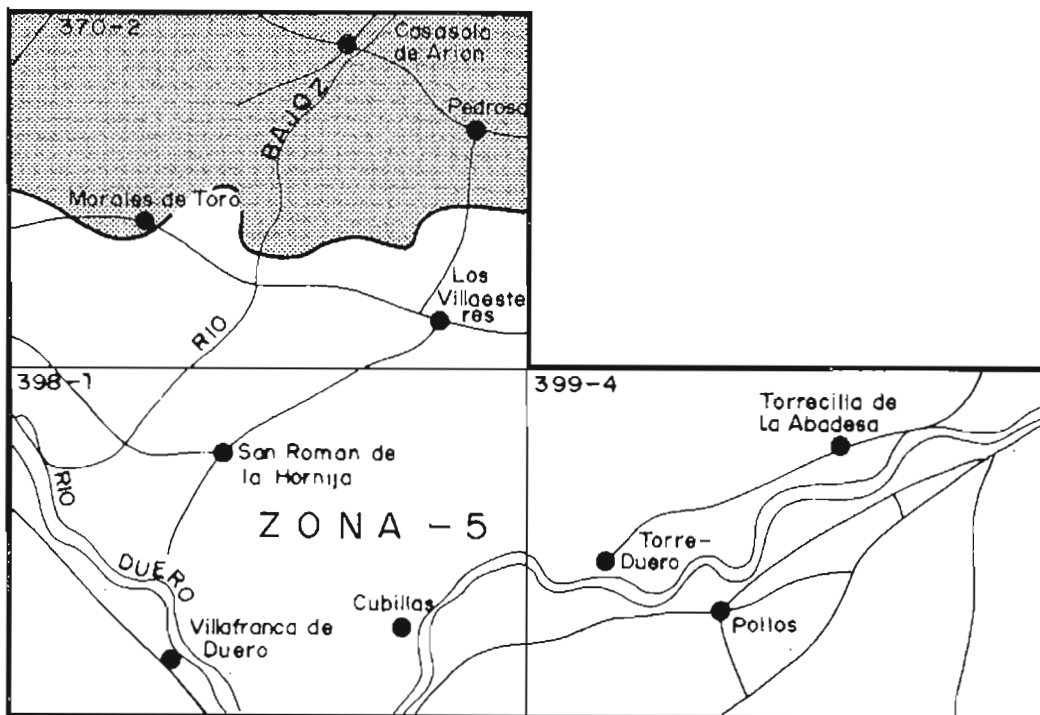 370-2
Casasola
de Arion
BAJOZ
Pedrosa
Morales de Toro
Los
Villaeste
res
RIO
398-1
399-4
Torrecilla de
La Abadesa
San Roman de
la Hornija
RIO
ZONA -5
Torre-
Duero
DUERO
Cubillas
Pollos
Villafranca de
Duero